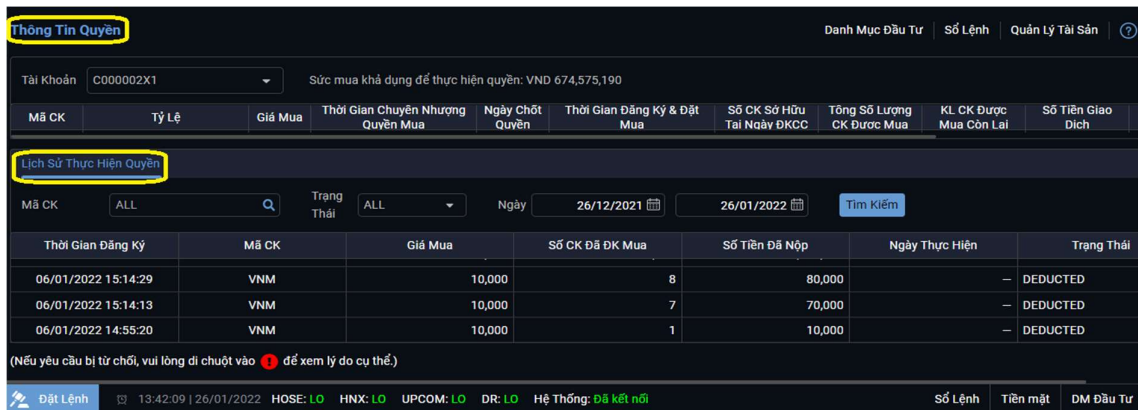 Thông Tin Quyền
Danh Mục Đầu Tư
Sổ Lệnh
Quản Lý Tài Sản
?
Tài Khoản
C000002X1
Sức mua khả dụng để thực hiện quyền: VND 674,575,190
Mã CK
Tỷ Lệ
Giá Mua
Thời Gian Chuyên Nhượng
Quyền Mua
Ngày Chốt
Quyền
Thời Gian Đăng Ký & Đặt
Mua
Số CK Sở Hữu
Tại Ngày ĐKCC
Tổng Số Lượng
CK Được Mua
KL CK Được
Mua Còn Lại
Số Tiền Giao
Dịch
Lịch Sử Thực Hiện Quyền
Mã CK
ALL
Trạng
Thái
ALL
Ngày
26/12/2021
26/01/2022
Tìm Kiếm
Thời Gian Đăng Ký Mã CK Giá Mua Số CK Đã ĐK Mua Số Tiền Đã Nộp Ngày Thực Hiện Trạng Thái
06/01/2022 15:14:29 VNM 10,000 8 80,000 – DEDUCTED
06/01/2022 15:14:13 VNM 10,000 7 70,000 – DEDUCTED
06/01/2022 14:55:20 VNM 10,000 1 10,000 – DEDUCTED
(Nếu yêu cầu bị từ chối, vui lòng di chuột vào ! để xem lý do cụ thể.)
Đặt Lệnh 13:42:09 | 26/01/2022 HOSE: LO HNX: LO UPCOM: LO DR: LO Hệ Thống: Đã kết nối Sổ Lệnh Tiền mặt DM Đầu Tư